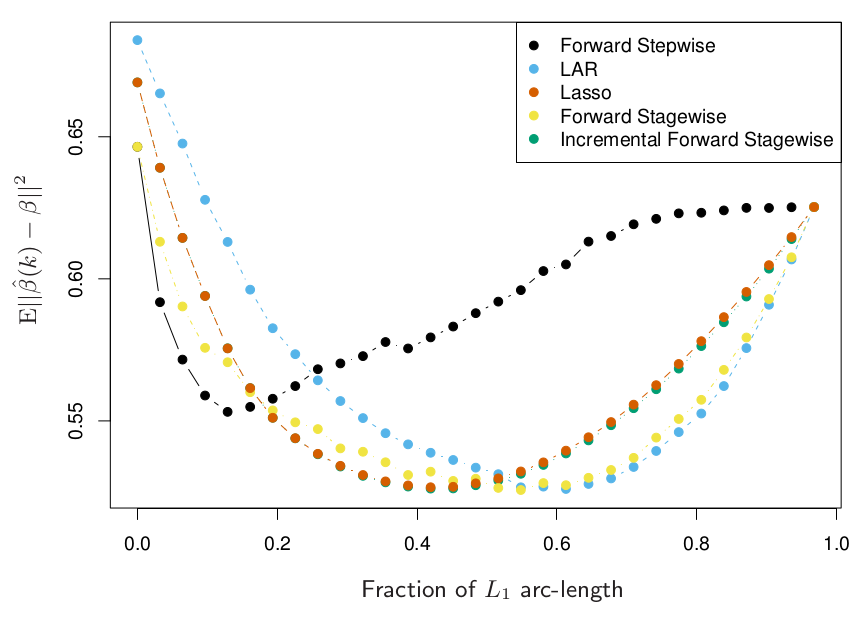 Forward Stepwise
LAR
Lasso
Forward Stagewise
Incremental Forward Stagewise
E||β̂(k) − β||²
0.65
0.60
0.55
0.0 0.2 0.4 0.6 0.8 1.0
Fraction of L₁ arc-length